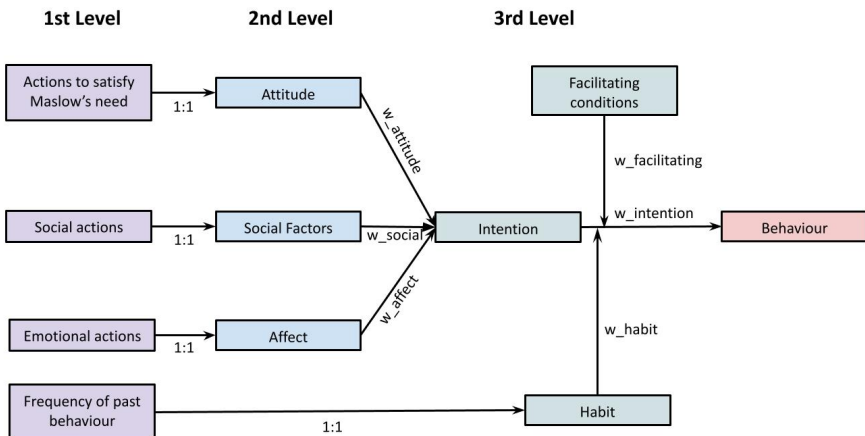 1st Level
2nd Level
3rd Level
Actions to satisfy
Maslow's need
1:1
Attitude
w_attitude
Facilitating
conditions
w_facilitating
Social actions
1:1
Social Factors
w_social
Intention
w_intention
Behaviour
Emotional actions
1:1
Affect
w_affect
w_habit
Frequency of past
behaviour
1:1
Habit